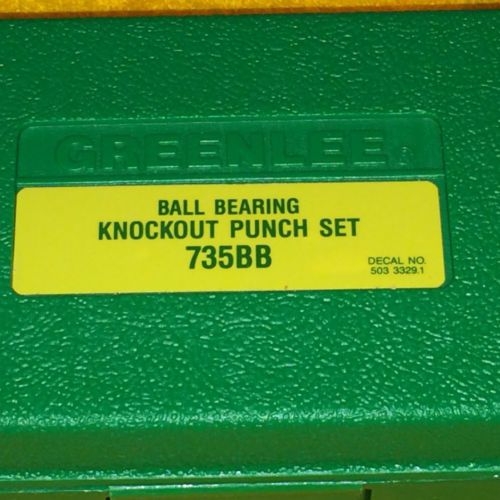 GREENLEE®
BALL BEARING
KNOCKOUT PUNCH SET
735BB
DECAL NO.
503 3329.1